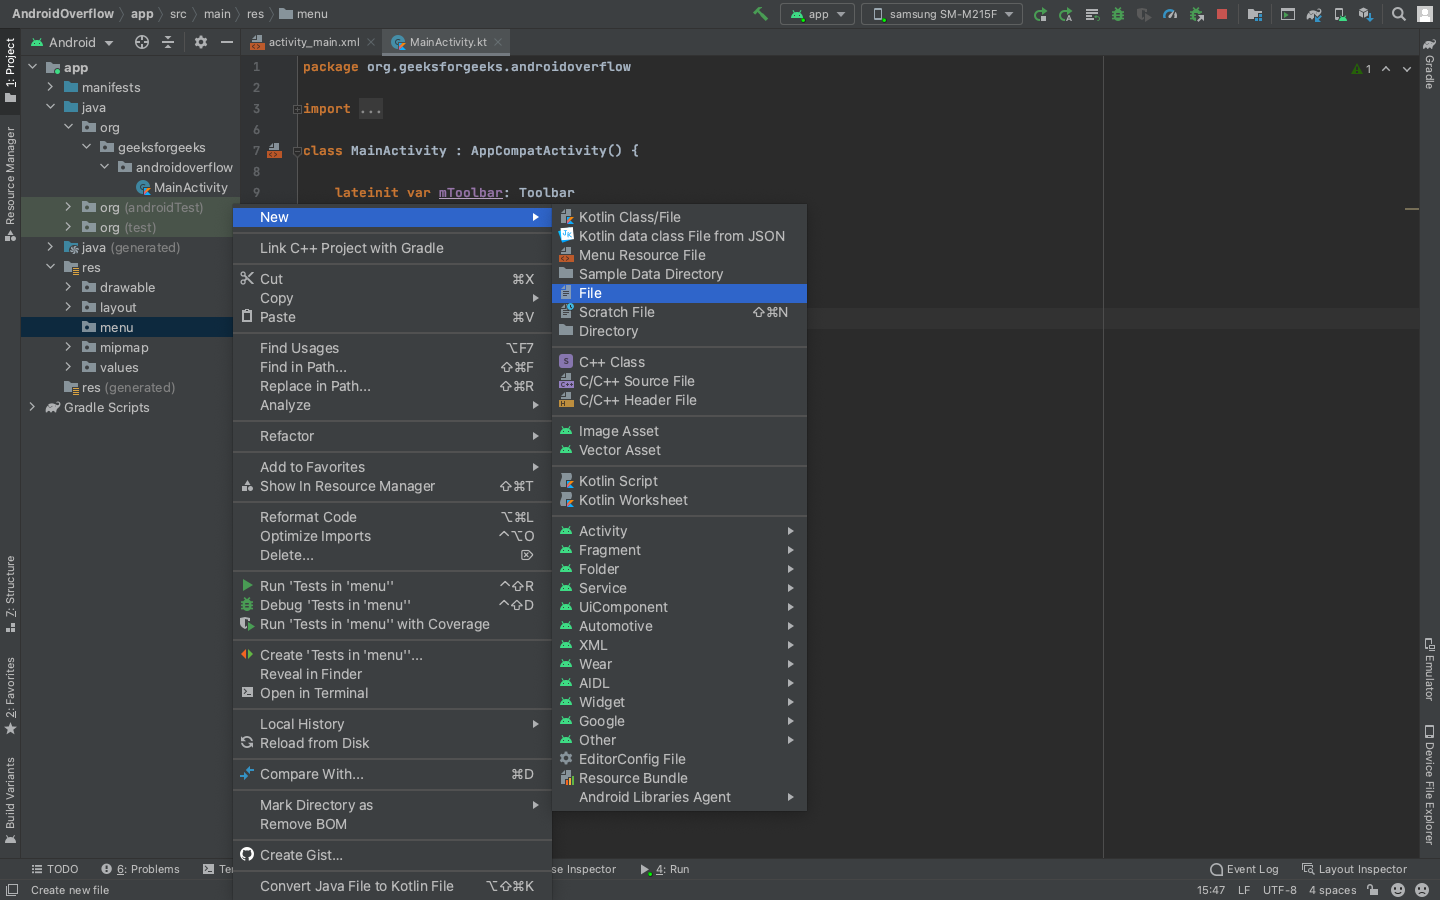 AndroidOverflow app src main res menu
app
samsung SM-M215F
1: Project
Resource Manager
7: Structure
2: Favorites
Build Variants
Android
app
manifests
java
org
geeksforgeeks
androidoverflow
MainActivity
org (androidTest)
org (test)
java (generated)
res
drawable
layout
menu
mipmap
values
res (generated)
Gradle Scripts
activity_main.xml
MainActivity.kt
1 package org.geeksforgeeks.androidoverflow
2
3 import ...
6
7 class MainActivity : AppCompatActivity() {
8
9 lateinit var mToolbar: Toolbar
1
New
Link C++ Project with Gradle
Cut ⌘X
Copy
Paste ⌘V
Find Usages ⌥F7
Find in Path... ⇧⌘F
Replace in Path... ⇧⌘R
Analyze
Refactor
Add to Favorites
Show In Resource Manager ⇧⌘T
Reformat Code ⌥⌘L
Optimize Imports ^⌥O
Delete... ⌦
Run 'Tests in 'menu'' ^⇧R
Debug 'Tests in 'menu'' ^⇧D
Run 'Tests in 'menu'' with Coverage
Create 'Tests in 'menu''...
Reveal in Finder
Open in Terminal
Local History
Reload from Disk
Compare With... ⌘D
Mark Directory as
Remove BOM
Create Gist...
Convert Java File to Kotlin File ⌥⇧⌘K
Kotlin Class/File
Kotlin data class File from JSON
Menu Resource File
Sample Data Directory
File
Scratch File ⇧⌘N
Directory
C++ Class
C/C++ Source File
C/C++ Header File
Image Asset
Vector Asset
Kotlin Script
Kotlin Worksheet
Activity
Fragment
Folder
Service
UiComponent
Automotive
XML
Wear
AIDL
Widget
Google
Other
EditorConfig File
Resource Bundle
Android Libraries Agent
Gradle
Emulator
Device File Explorer
TODO 6: Problems Te se Inspector 4: Run Event Log Layout Inspector
Create new file 15:47 LF UTF-8 4 spaces